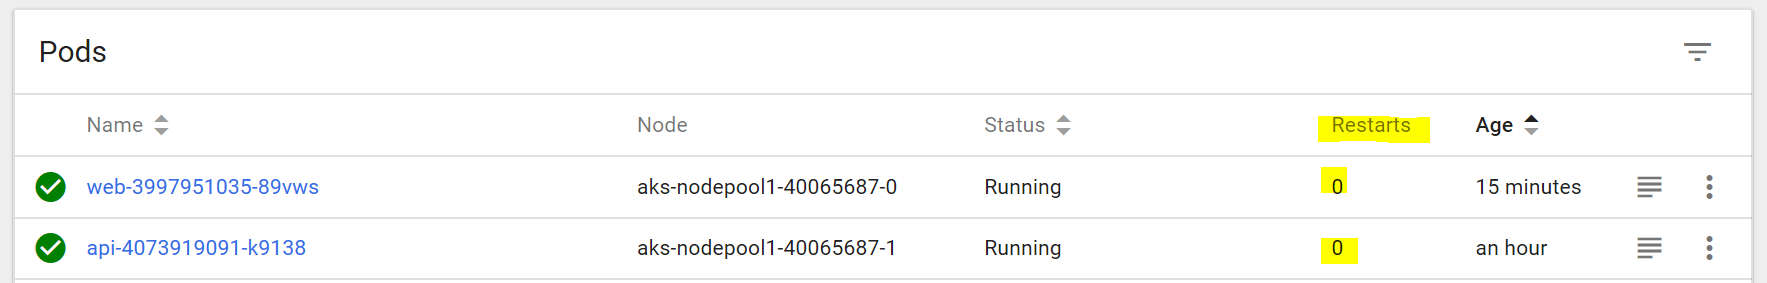 Pods
Name Node Status Restarts Age
web-3997951035-89vws aks-nodepool1-40065687-0 Running 0 15 minutes
api-4073919091-k9138 aks-nodepool1-40065687-1 Running 0 an hour